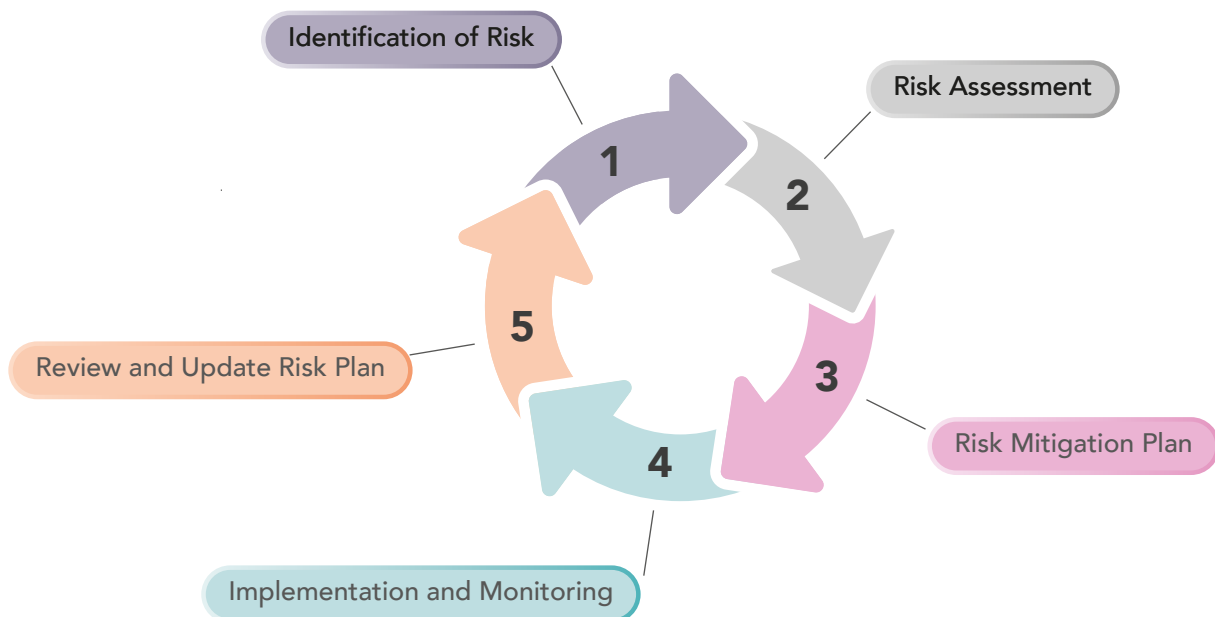 Identification of Risk
Risk Assessment
1
2
3
4
5
Review and Update Risk Plan
Risk Mitigation Plan
Implementation and Monitoring